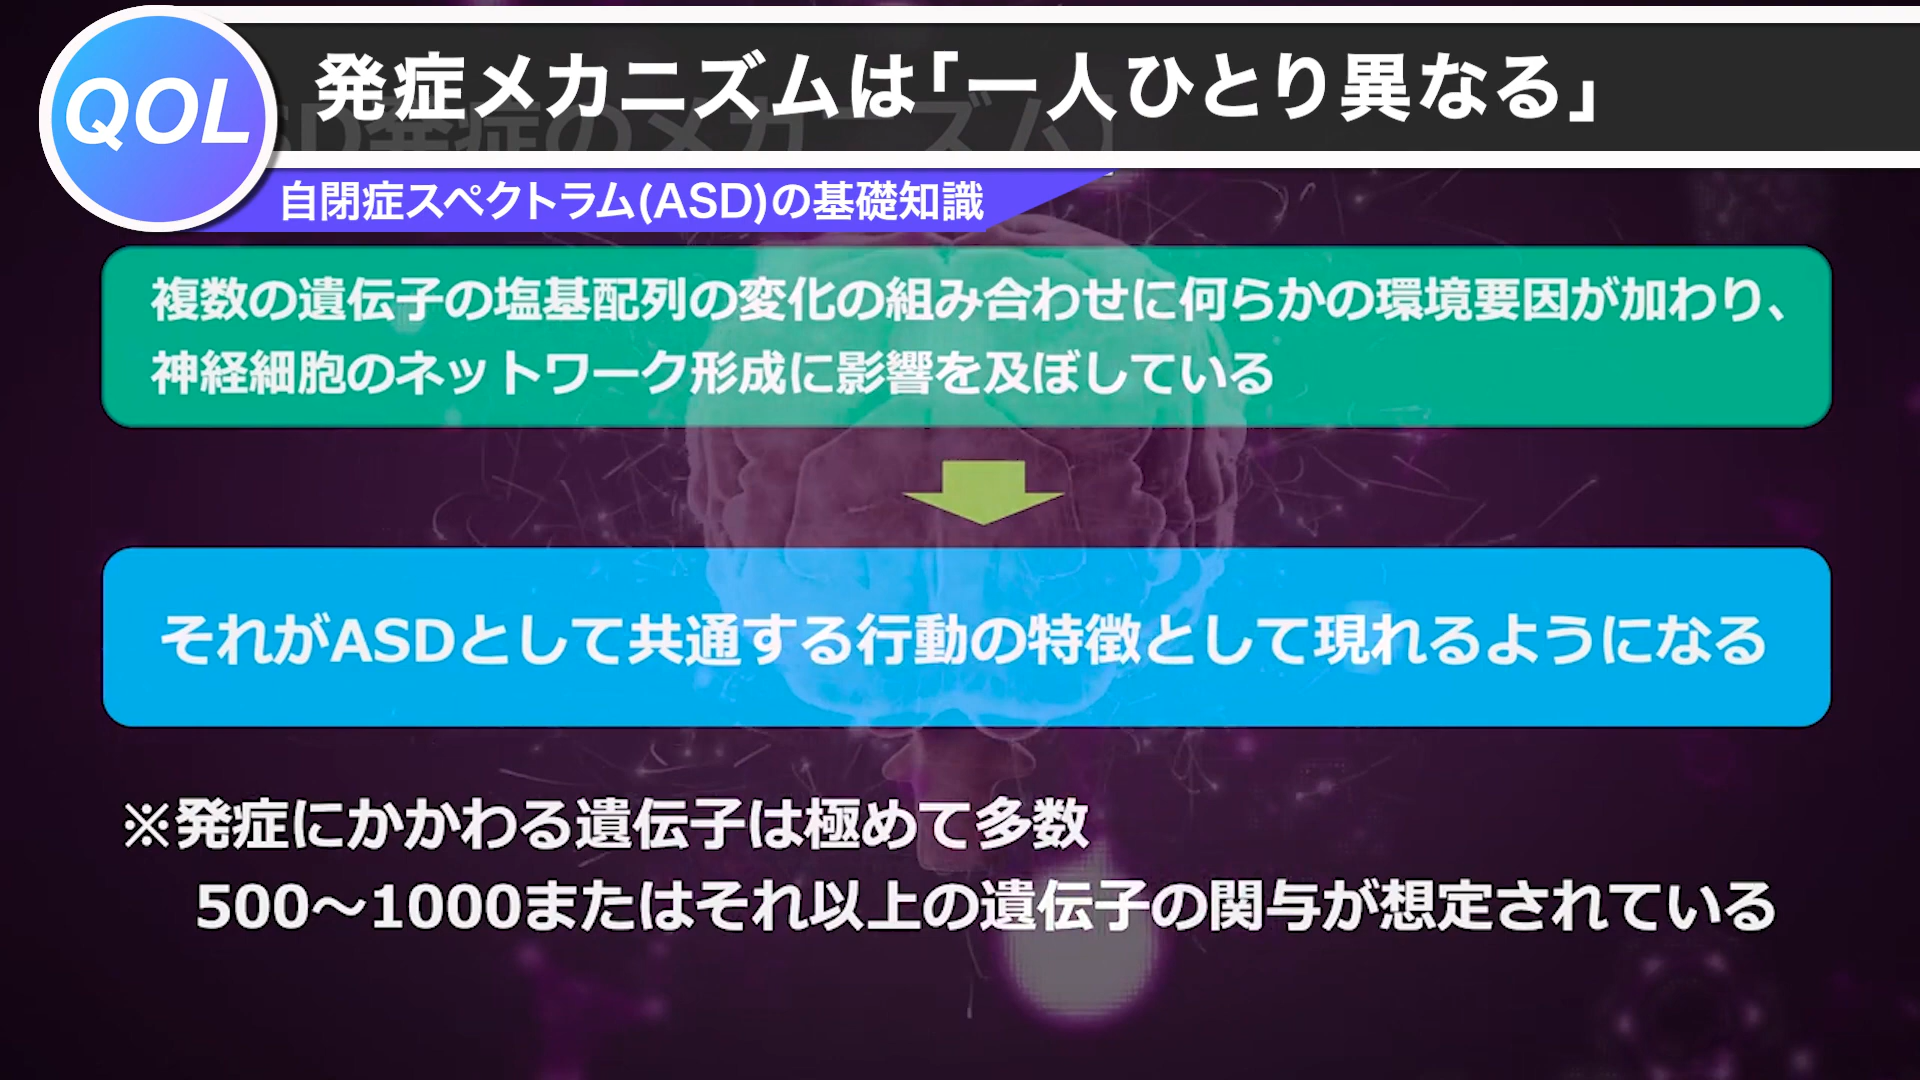 QOL
発症メカニズムは「一人ひとり異なる」
自閉症スペクトラム(ASD)の基礎知識
複数の遺伝子の塩基配列の変化の組み合わせに何らかの環境要因が加わり、
神経細胞のネットワーク形成に影響を及ぼしている
それがASDとして共通する行動の特徴として現れるようになる
※発症にかかわる遺伝子は極めて多数
500～1000またはそれ以上の遺伝子の関与が想定されている